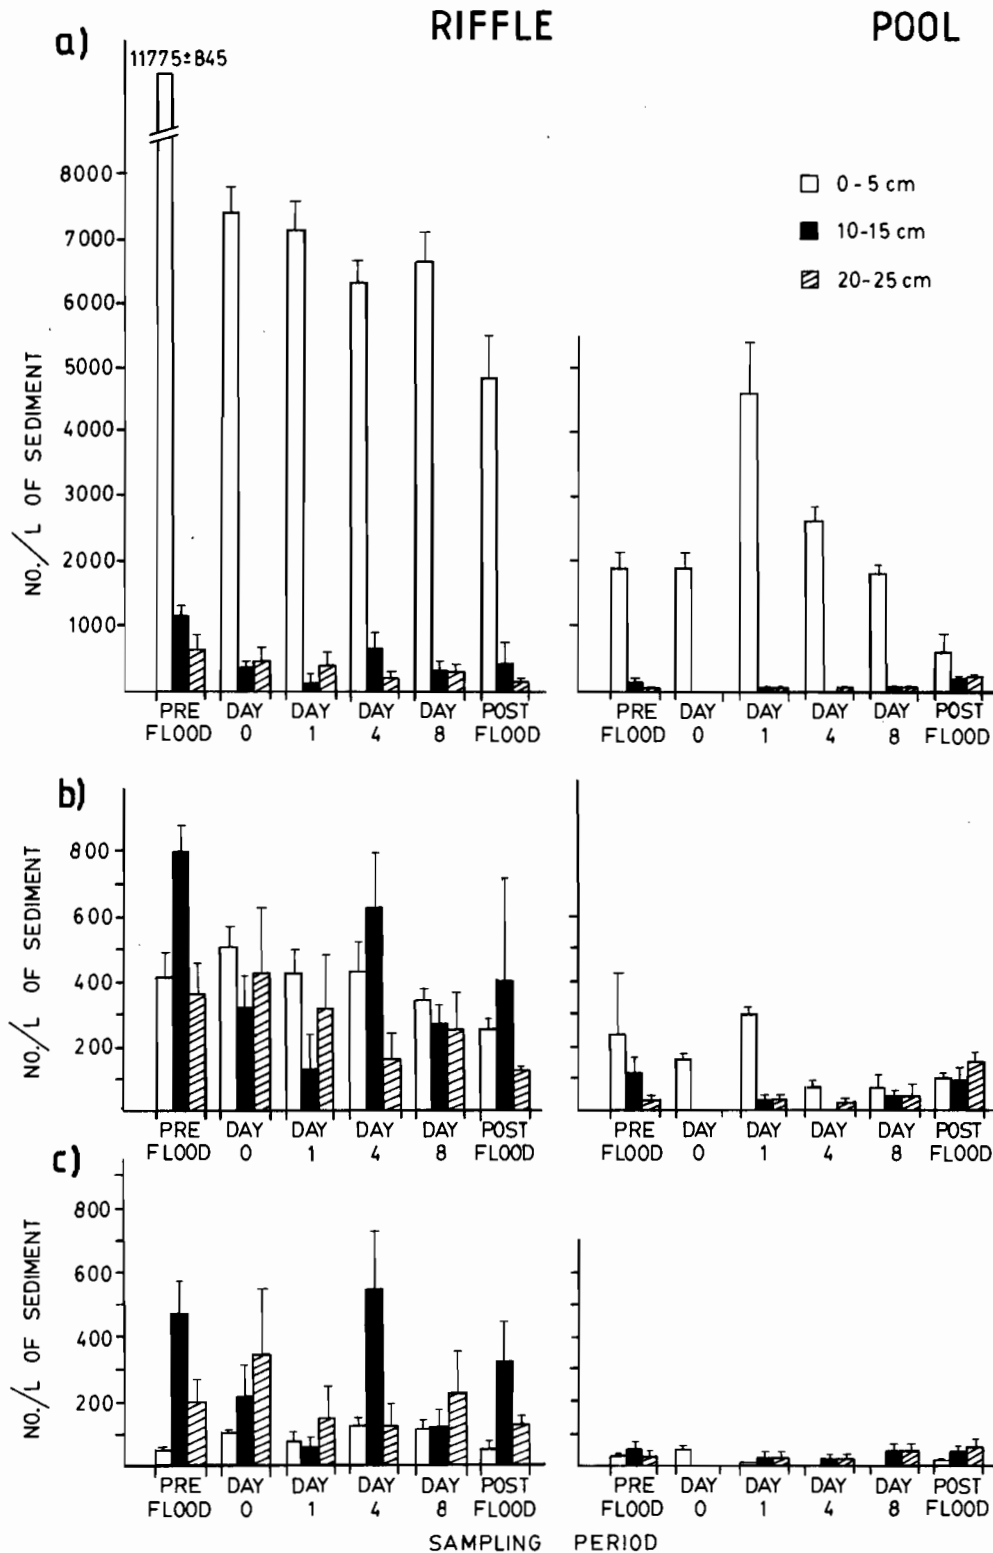 RIFFLE POOL
a)
11775±845
8000
7000
6000
5000
4000
3000
2000
1000
NO./L OF SEDIMENT
0-5 cm
10-15 cm
20-25 cm
PRE DAY DAY DAY DAY POST
FLOOD 0 1 4 8 FLOOD
PRE DAY DAY DAY DAY POST
FLOOD 0 1 4 8 FLOOD
b)
800
600
400
200
NO./L OF SEDIMENT
PRE DAY DAY DAY DAY POST
FLOOD 0 1 4 8 FLOOD
PRE DAY DAY DAY DAY POST
FLOOD 0 1 4 8 FLOOD
c)
800
600
400
200
NO./L OF SEDIMENT
PRE DAY DAY DAY DAY POST
FLOOD 0 1 4 8 FLOOD
PRE DAY DAY DAY DAY POST
FLOOD 0 1 4 8 FLOOD
SAMPLING PERIOD